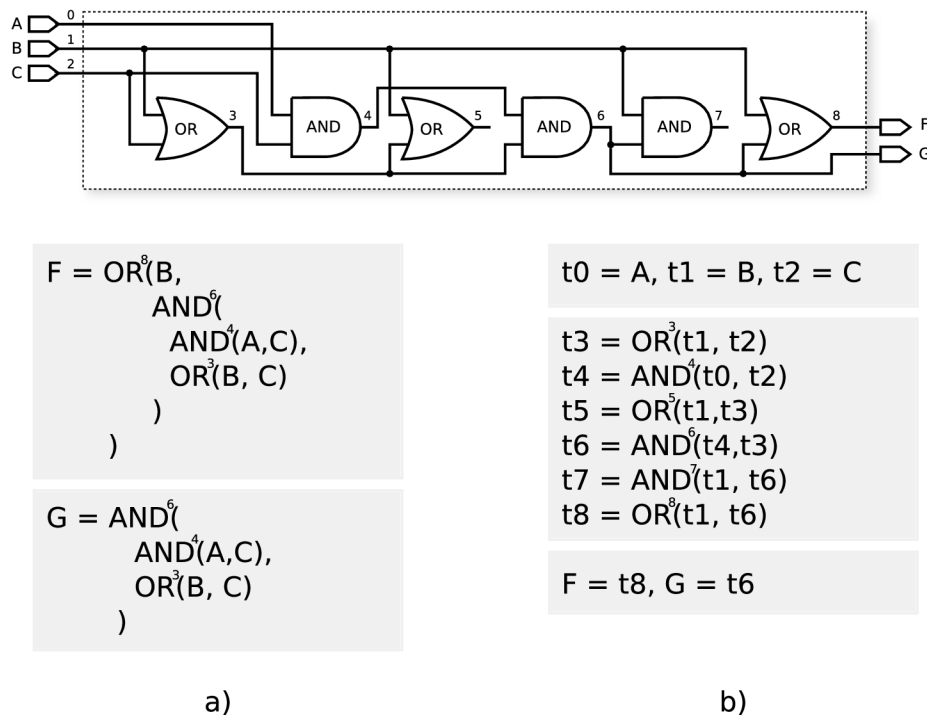 A 0
B 1
C 2
OR 3 AND 4 OR 5 AND 6 AND 7 OR 8 F
G
F = OR⁸(B,
AND⁶(
AND⁴(A,C),
OR³(B, C)
)
)
G = AND⁶(
AND⁴(A,C),
OR³(B, C)
)
t0 = A, t1 = B, t2 = C
t3 = OR³(t1, t2)
t4 = AND⁴(t0, t2)
t5 = OR⁵(t1,t3)
t6 = AND⁶(t4,t3)
t7 = AND⁷(t1, t6)
t8 = OR⁸(t1, t6)
F = t8, G = t6
a) b)